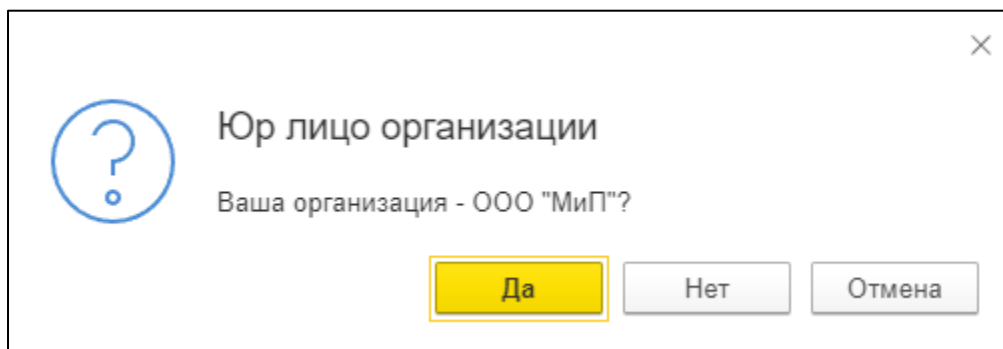 Юр лицо организации
Ваша организация - ООО "МиП"?
Да
Нет
Отмена